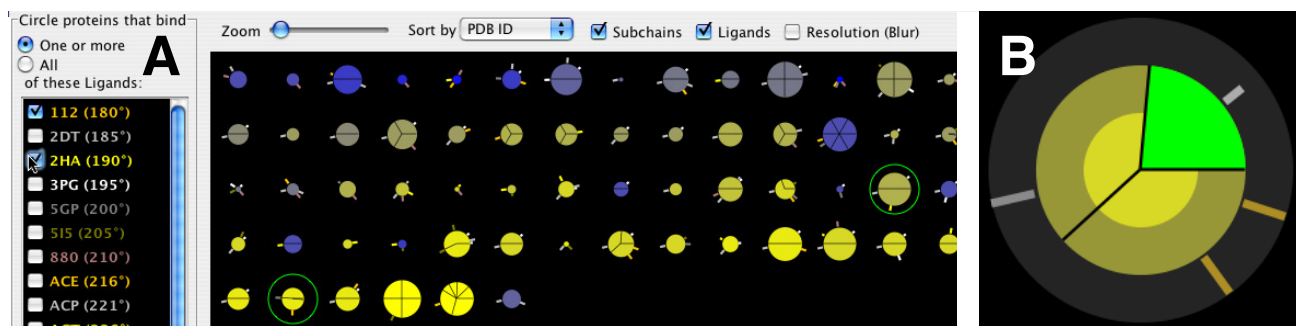 Circle proteins that bind
One or more
All
of these Ligands:
A
112 (180°)
2DT (185°)
2HA (190°)
3PG (195°)
5GP (200°)
5I5 (205°)
880 (210°)
ACE (216°)
ACP (221°)
Zoom Sort by PDB ID Subchains Ligands Resolution (Blur)
B